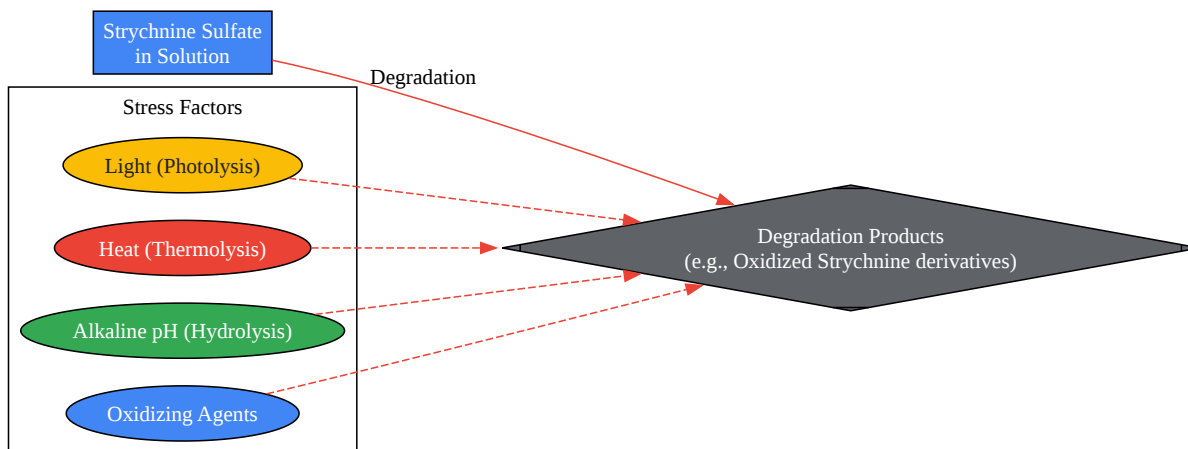 Strychnine Sulfate
in Solution
Degradation
Stress Factors
Light (Photolysis)
Heat (Thermolysis)
Alkaline pH (Hydrolysis)
Oxidizing Agents
Degradation Products
(e.g., Oxidized Strychnine derivatives)